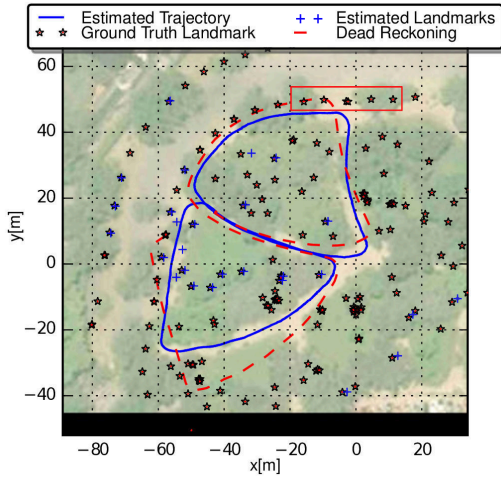 Estimated Trajectory
Estimated Landmarks
Ground Truth Landmark
Dead Reckoning
60
40
20
0
−20
−40
y[m]
−80 −60 −40 −20 0 20
x[m]